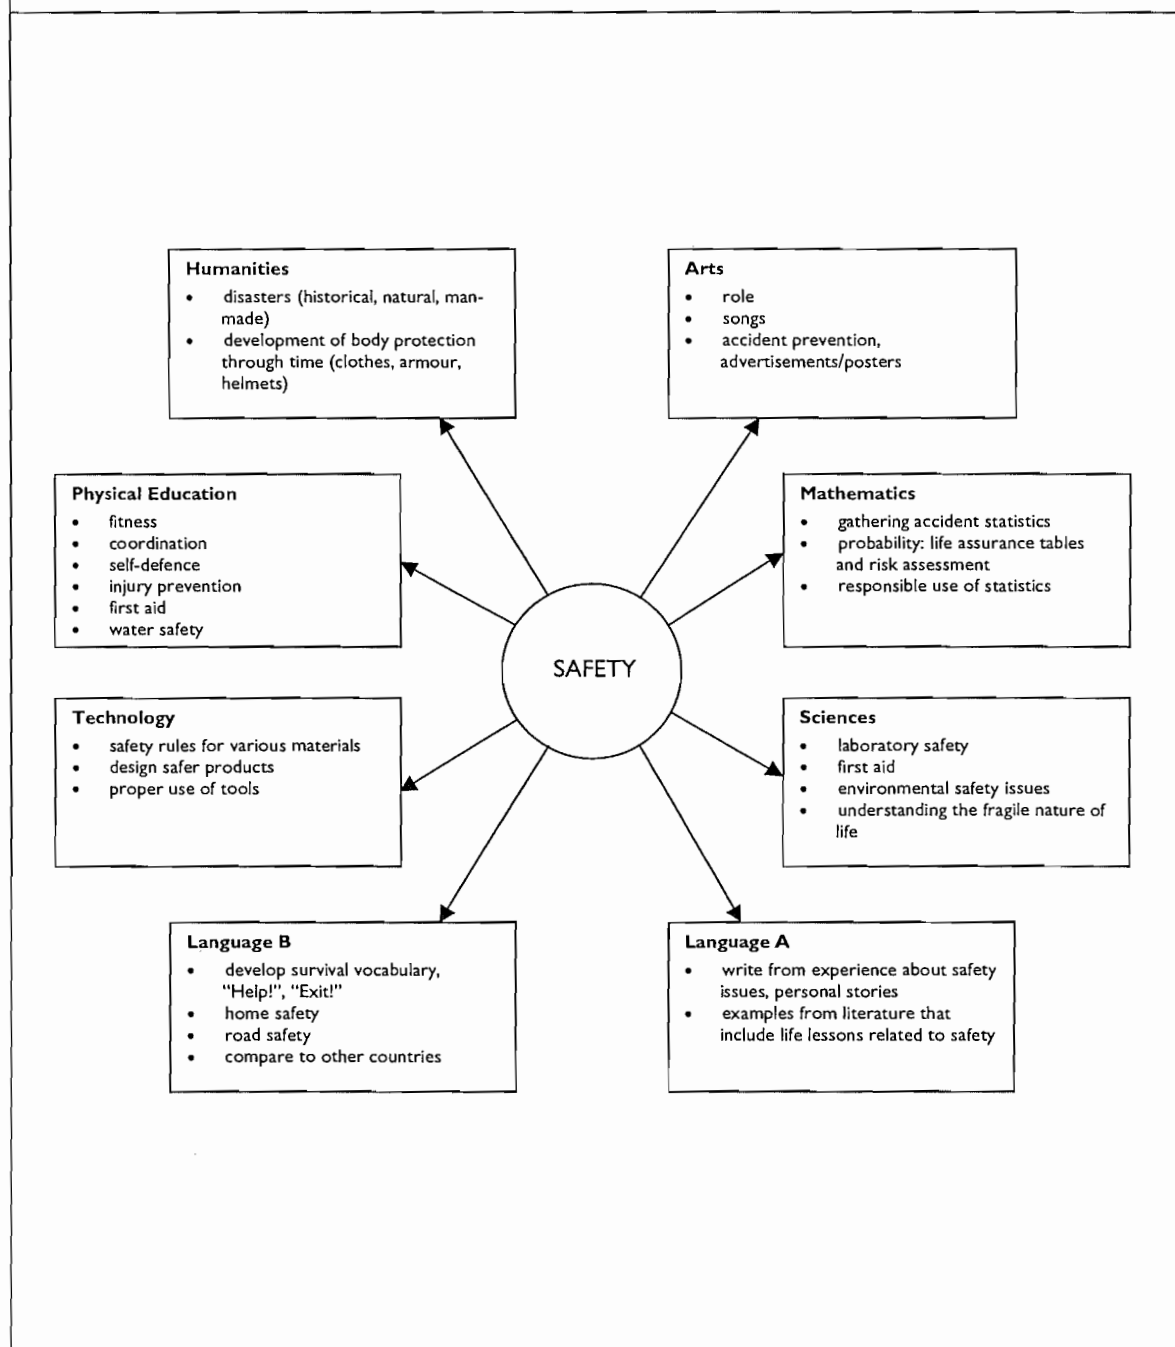 Humanities
• disasters (historical, natural, man-
made)
• development of body protection
through time (clothes, armour,
helmets)
Arts
• role
• songs
• accident prevention,
advertisements/posters
Physical Education
• fitness
• coordination
• self-defence
• injury prevention
• first aid
• water safety
Mathematics
• gathering accident statistics
• probability: life assurance tables
and risk assessment
• responsible use of statistics
SAFETY
Technology
• safety rules for various materials
• design safer products
• proper use of tools
Sciences
• laboratory safety
• first aid
• environmental safety issues
• understanding the fragile nature of
life
Language B
• develop survival vocabulary,
"Help!", "Exit!"
• home safety
• road safety
• compare to other countries
Language A
• write from experience about safety
issues, personal stories
• examples from literature that
include life lessons related to safety